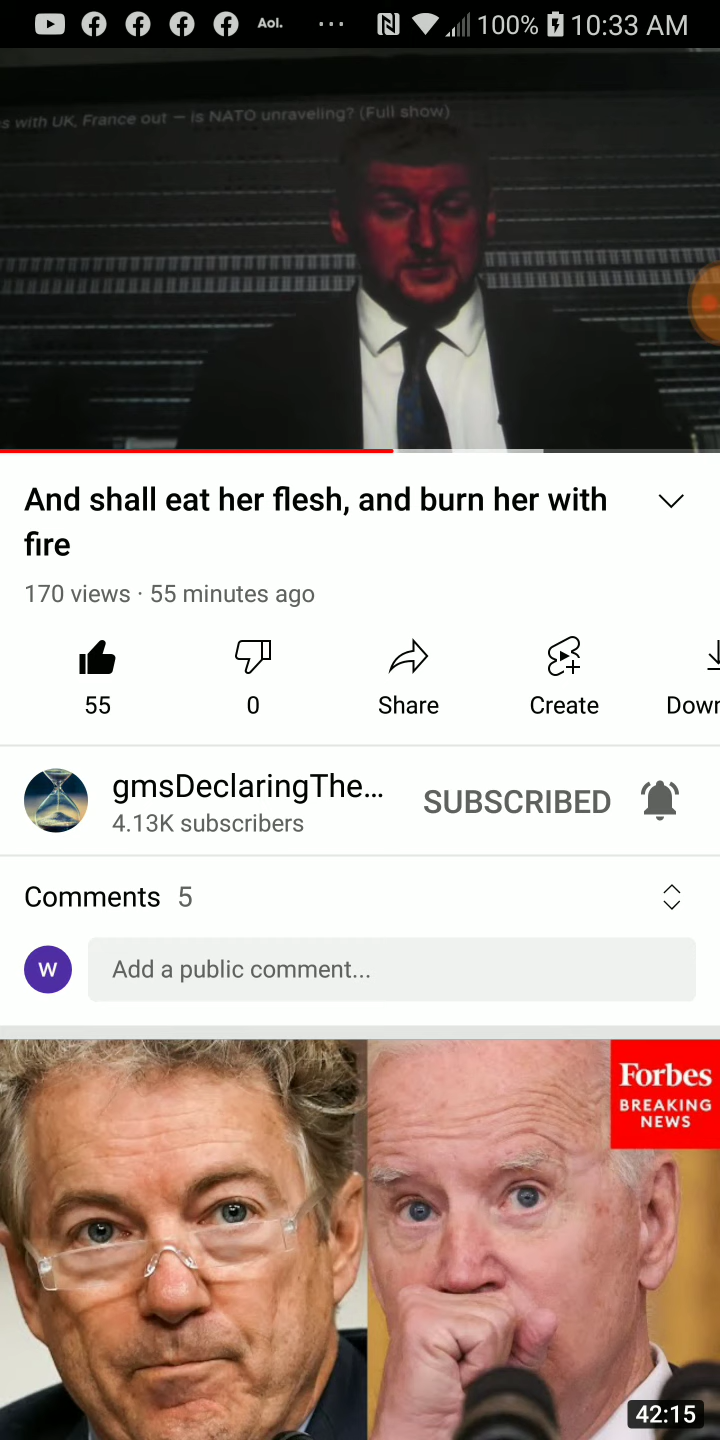 Aol.
100%
10:33 AM
s with UK, France out — is NATO unraveling? (Full show)
And shall eat her flesh, and burn her with
fire
170 views · 55 minutes ago
55
0
Share
Create
Down
gmsDeclaringThe...
SUBSCRIBED
4.13K subscribers
Comments 5
W
Add a public comment...
Forbes
BREAKING
NEWS
42:15